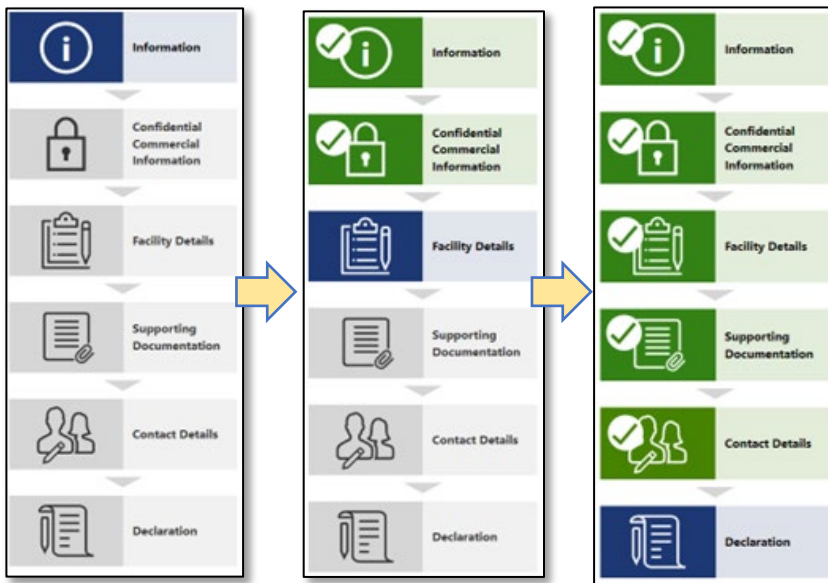 Information
Confidential
Commercial
Information
Facility Details
Supporting
Documentation
Contact Details
Declaration
Information
Confidential
Commercial
Information
Facility Details
Supporting
Documentation
Contact Details
Declaration
Information
Confidential
Commercial
Information
Facility Details
Supporting
Documentation
Contact Details
Declaration